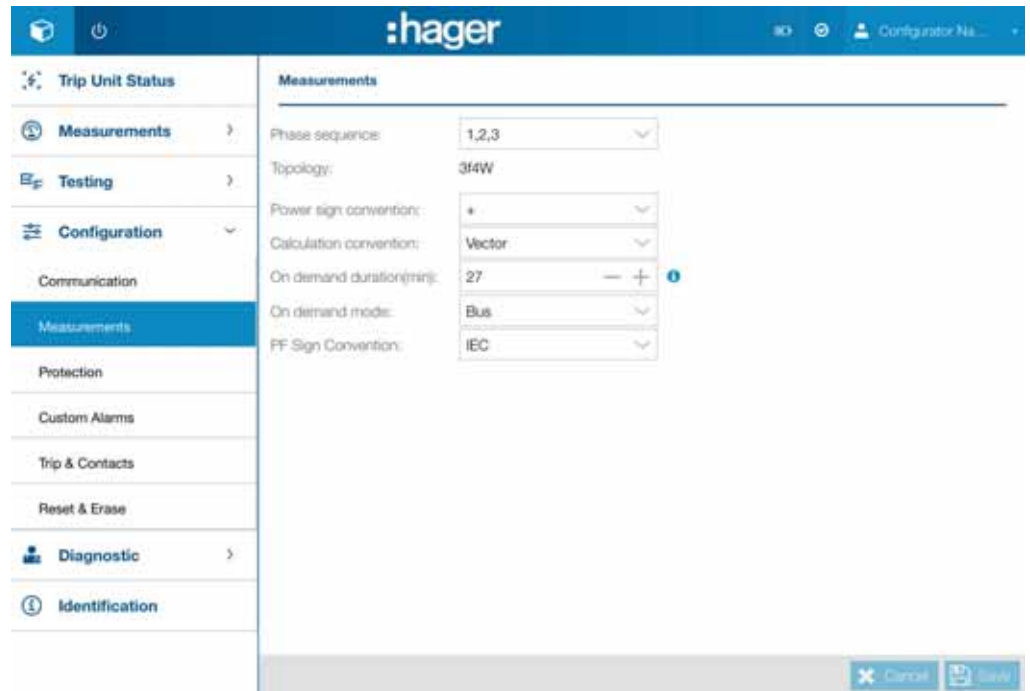 :hager
Configurator Na...
Trip Unit Status
Measurements
Testing
Configuration
Communication
Measurements
Protection
Custom Alarms
Trip & Contacts
Reset & Erase
Diagnostic
Identification
Measurements
Phase sequence: 1,2,3
Topology: 3f4W
Power sign convention: +
Calculation convention: Vector
On demand duration(min): 27
On demand mode: Bus
PF Sign Convention: IEC
Cancel Save